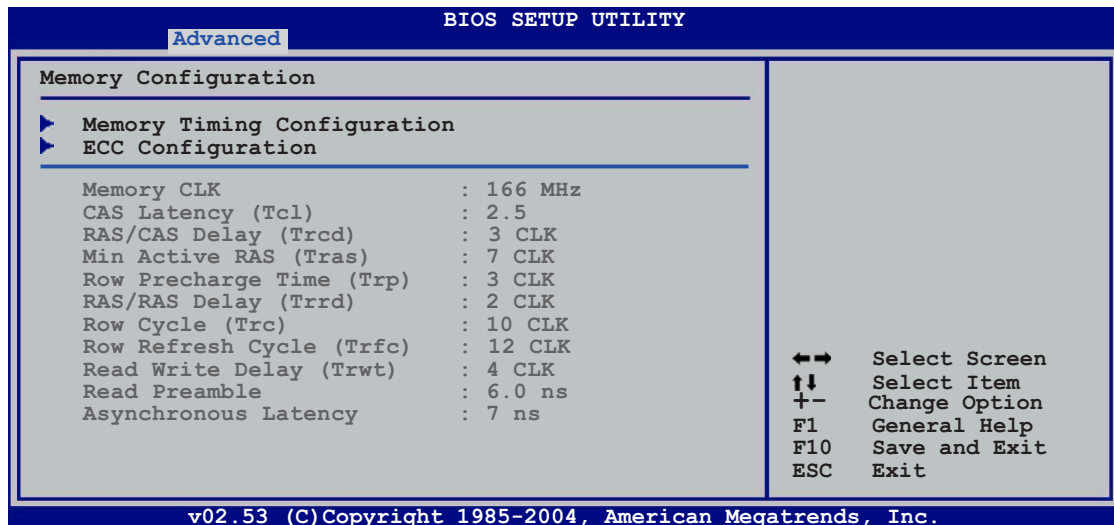 BIOS SETUP UTILITY
Advanced
Memory Configuration
Memory Timing Configuration
ECC Configuration
Memory CLK : 166 MHz
CAS Latency (Tcl) : 2.5
RAS/CAS Delay (Trcd) : 3 CLK
Min Active RAS (Tras) : 7 CLK
Row Precharge Time (Trp) : 3 CLK
RAS/RAS Delay (Trrd) : 2 CLK
Row Cycle (Trc) : 10 CLK
Row Refresh Cycle (Trfc) : 12 CLK
Read Write Delay (Trwt) : 4 CLK
Read Preamble : 6.0 ns
Asynchronous Latency : 7 ns
←→ Select Screen
↑↓ Select Item
+- Change Option
F1 General Help
F10 Save and Exit
ESC Exit
v02.53 (C)Copyright 1985-2004, American Megatrends, Inc.